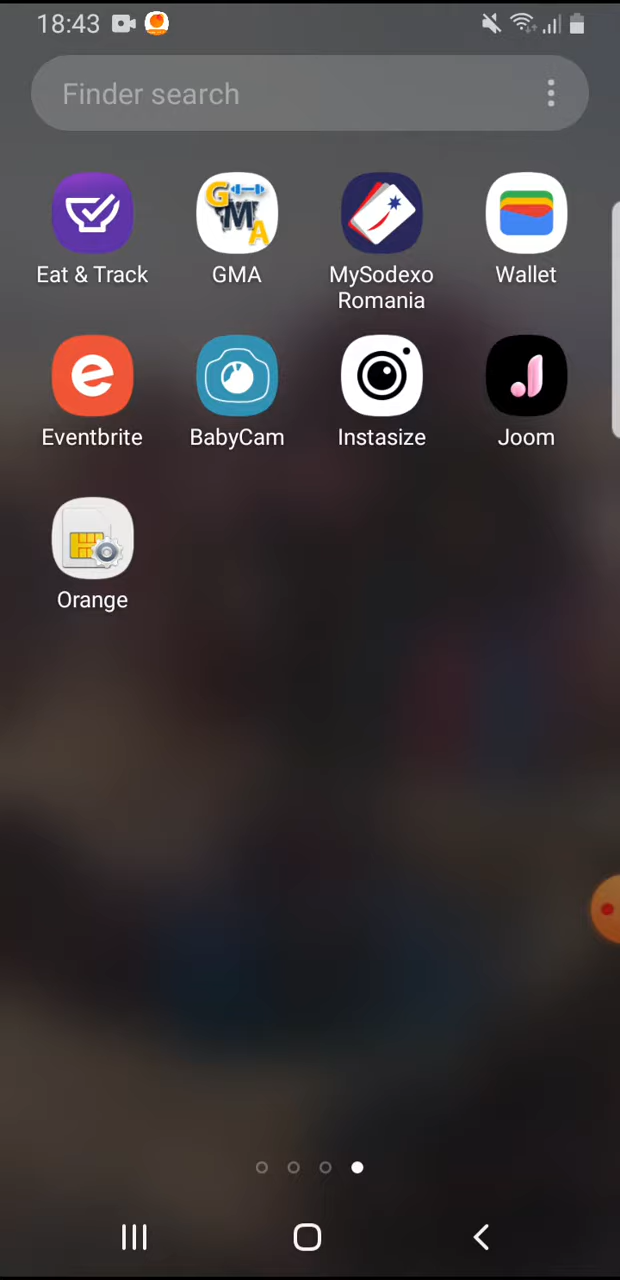 18:43
Finder search
Eat & Track
GMA
MySodexo Romania
Wallet
Eventbrite
BabyCam
Instasize
Joom
Orange